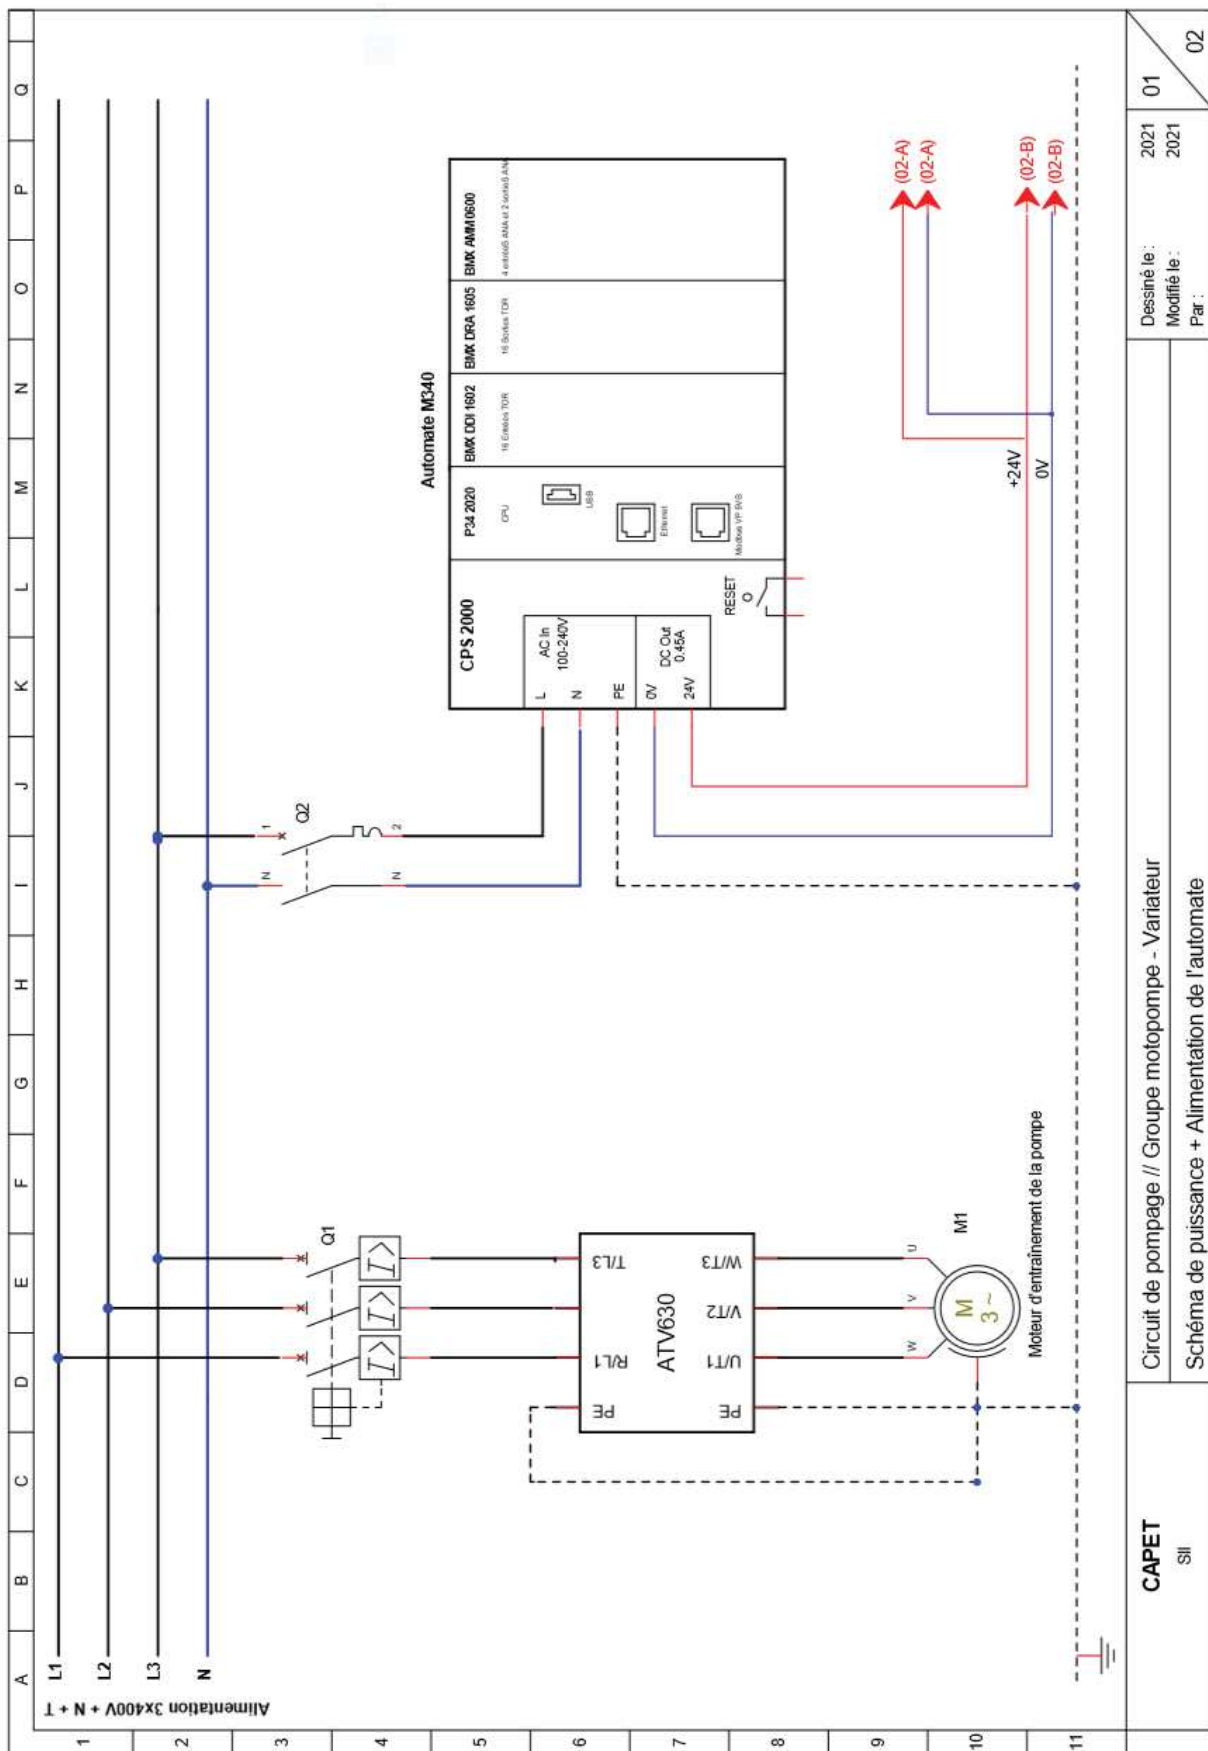 A B C D E F G H I J K L M N O P Q
1
2
3
4
5
6
7
8
9
10
11
Alimentation 3x400V + N + T
L1
L2
L3
N
Q1
I>
I>
I>
PE R/L1 T/L3
ATV630
PE U/T1 V/T2 W/T3
W V U
M
3 ~
M1
Moteur d'entraînement de la pompe
N 1
Q2
N 2
Automate M340
CPS 2000
AC In
100-240V
L
N
PE
DC Out
0.45A
0V
24V
RESET
P34 2020
CPU
USB
Ethernet
BMX DDI 1602
16 Entrées TOR
BMX DRA 1605
16 Sorties TOR
BMX AMM0600
(02-A)
(02-A)
+24V
(02-B)
0V
(02-B)
CAPET
SII
Circuit de pompage // Groupe motopompe - Variateur
Schéma de puissance + Alimentation de l'automate
Dessiné le : 2021
Modifié le : 2021
Par :
01
02